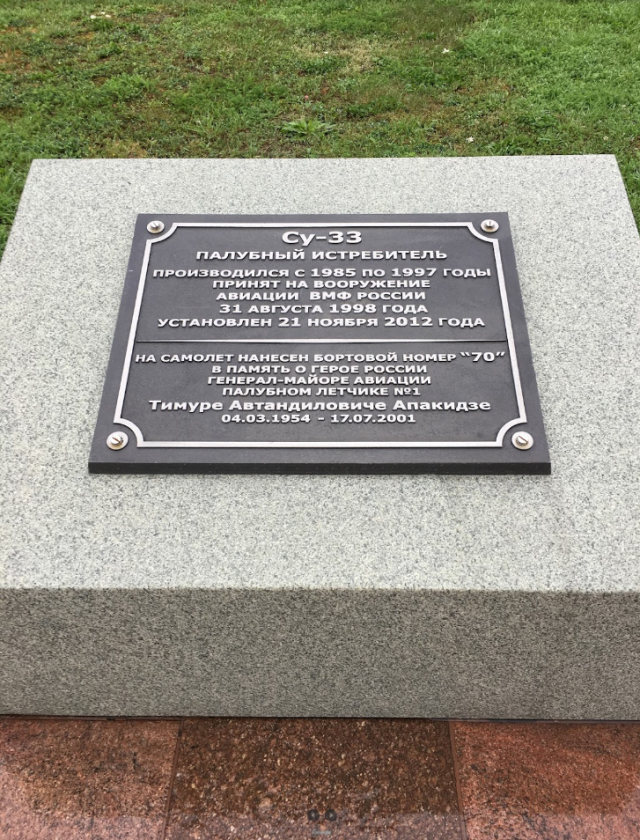 Су-33
ПАЛУБНЫЙ ИСТРЕБИТЕЛЬ
ПРОИЗВОДИЛСЯ С 1985 ПО 1997 ГОДЫ
ПРИНЯТ НА ВООРУЖЕНИЕ
АВИАЦИИ ВМФ РОССИИ
31 АВГУСТА 1998 ГОДА
УСТАНОВЛЕН 21 НОЯБРЯ 2012 ГОДА
НА САМОЛЕТ НАНЕСЕН БОРТОВОЙ НОМЕР “70”
В ПАМЯТЬ О ГЕРОЕ РОССИИ
ГЕНЕРАЛ-МАЙОРЕ АВИАЦИИ
ПАЛУБНОМ ЛЕТЧИКЕ №1
Тимуре Автандиловиче Апакидзе
04.03.1954 - 17.07.2001